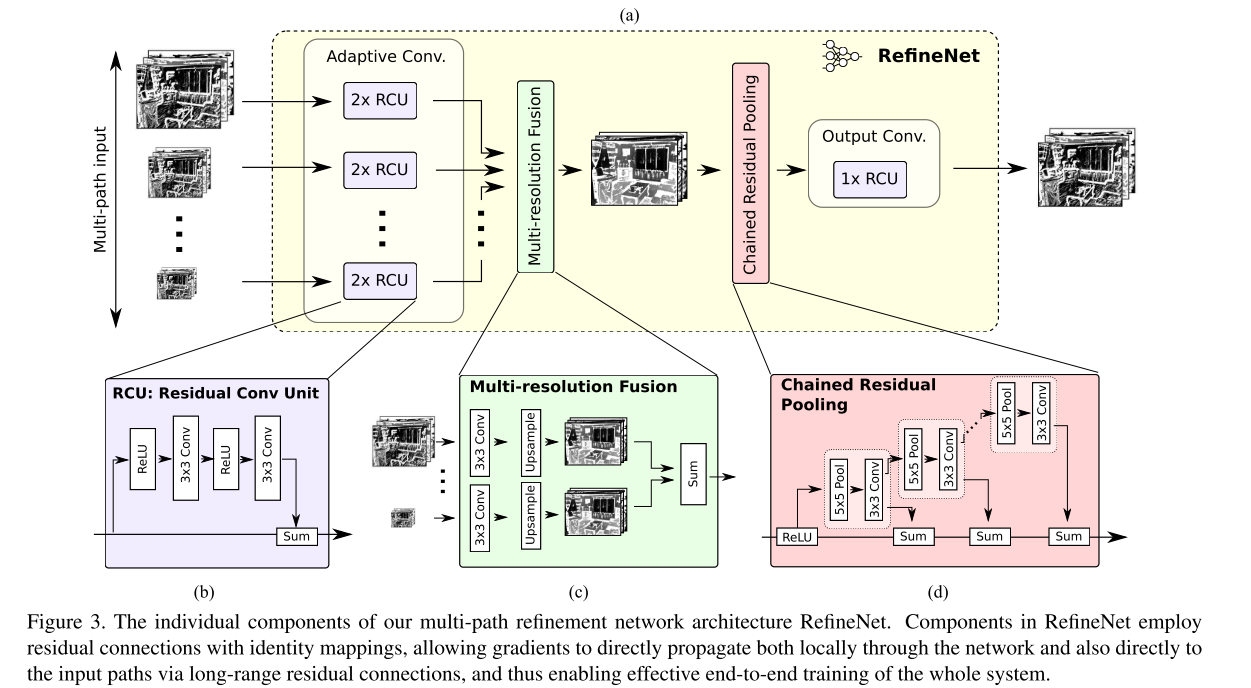 (a)
Multi-path input
Adaptive Conv.
2x RCU
2x RCU
2x RCU
Multi-resolution Fusion
Chained Residual Pooling
RefineNet
Output Conv.
1x RCU
RCU: Residual Conv Unit
ReLU
3x3 Conv
ReLU
3x3 Conv
Sum
Multi-resolution Fusion
3x3 Conv
Upsample
3x3 Conv
Upsample
Sum
Chained Residual
Pooling
ReLU
5x5 Pool
3x3 Conv
5x5 Pool
3x3 Conv
5x5 Pool
3x3 Conv
Sum
Sum
Sum
(b)
(c)
(d)
Figure 3. The individual components of our multi-path refinement network architecture RefineNet. Components in RefineNet employ
residual connections with identity mappings, allowing gradients to directly propagate both locally through the network and also directly to
the input paths via long-range residual connections, and thus enabling effective end-to-end training of the whole system.